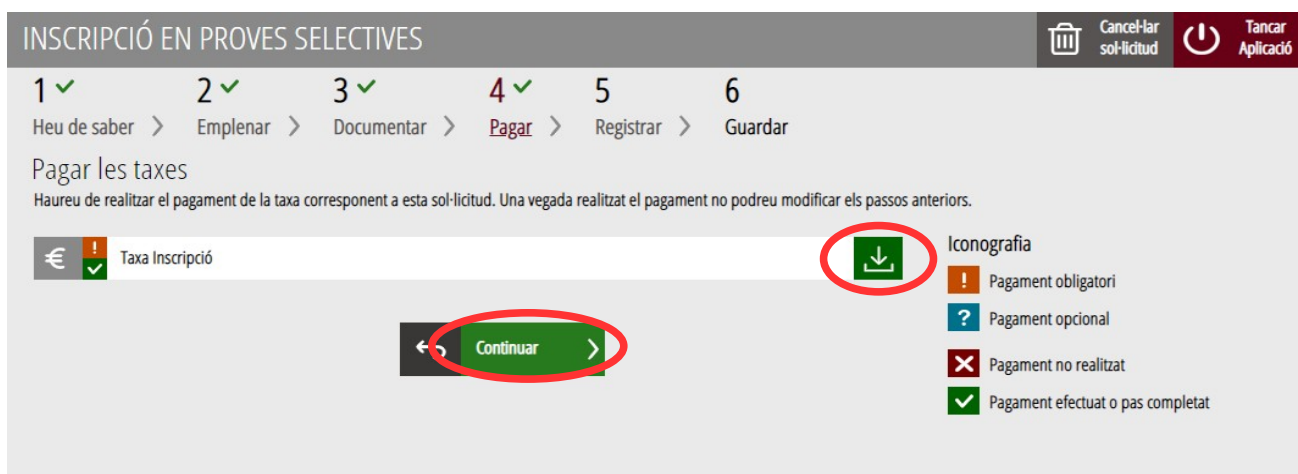 INSCRIPCIÓ EN PROVES SELECTIVES
Cancel·lar
sol·licitud
Tancar
Aplicació
1 2 3 4 5 6
Heu de saber > Emplenar > Documentar > Pagar > Registrar > Guardar
Pagar les taxes
Haureu de realitzar el pagament de la taxa corresponent a esta sol·licitud. Una vegada realitzat el pagament no podreu modificar els passos anteriors.
€ ! Taxa Inscripció
Continuar >
Iconografia
! Pagament obligatori
? Pagament opcional
Pagament no realitzat
Pagament efectuat o pas completat